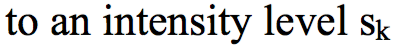 to an intensity level sₖ